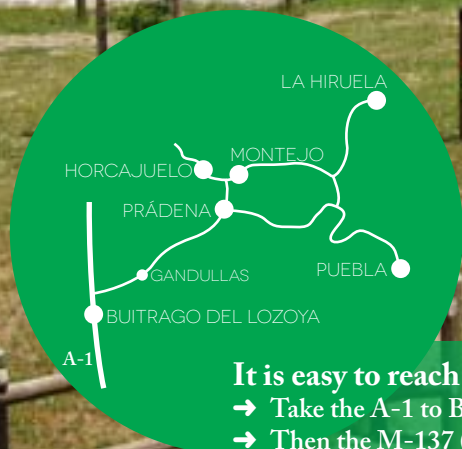 LA HIRUELA
MONTEJO
HORCAJUELO
PRÁDENA
GANDULLAS
PUEBLA
BUITRAGO DEL LOZOYA
A-1
It is easy to reach
➜ Take the A-1 to B
➜ Then the M-137